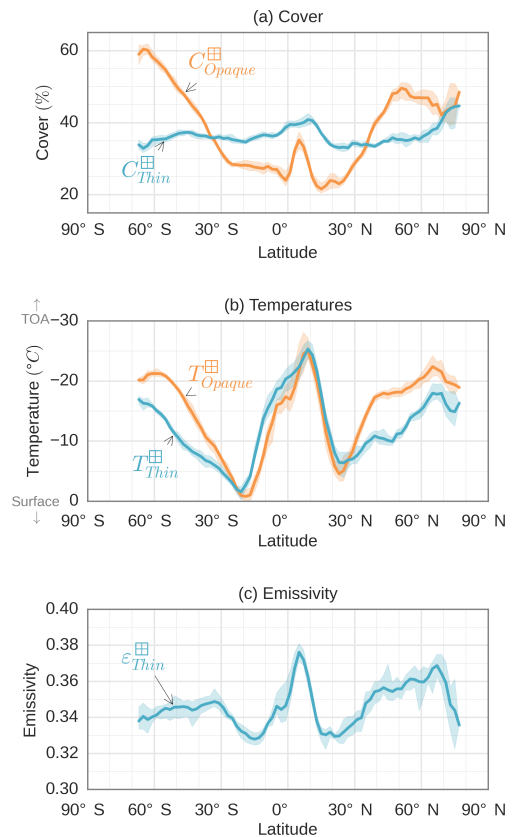 (a) Cover
60
40
20
Cover (%)
C⊞Opaque
C⊞Thin
90° S 60° S 30° S 0° 30° N 60° N 90° N
Latitude
(b) Temperatures
↑
TOA
−30
−20
−10
0
Surface
↓
Temperature (°C)
T⊞Opaque
T⊞Thin
90° S 60° S 30° S 0° 30° N 60° N 90° N
Latitude
(c) Emissivity
0.40
0.38
0.36
0.34
0.32
0.30
Emissivity
ε⊞Thin
90° S 60° S 30° S 0° 30° N 60° N 90° N
Latitude